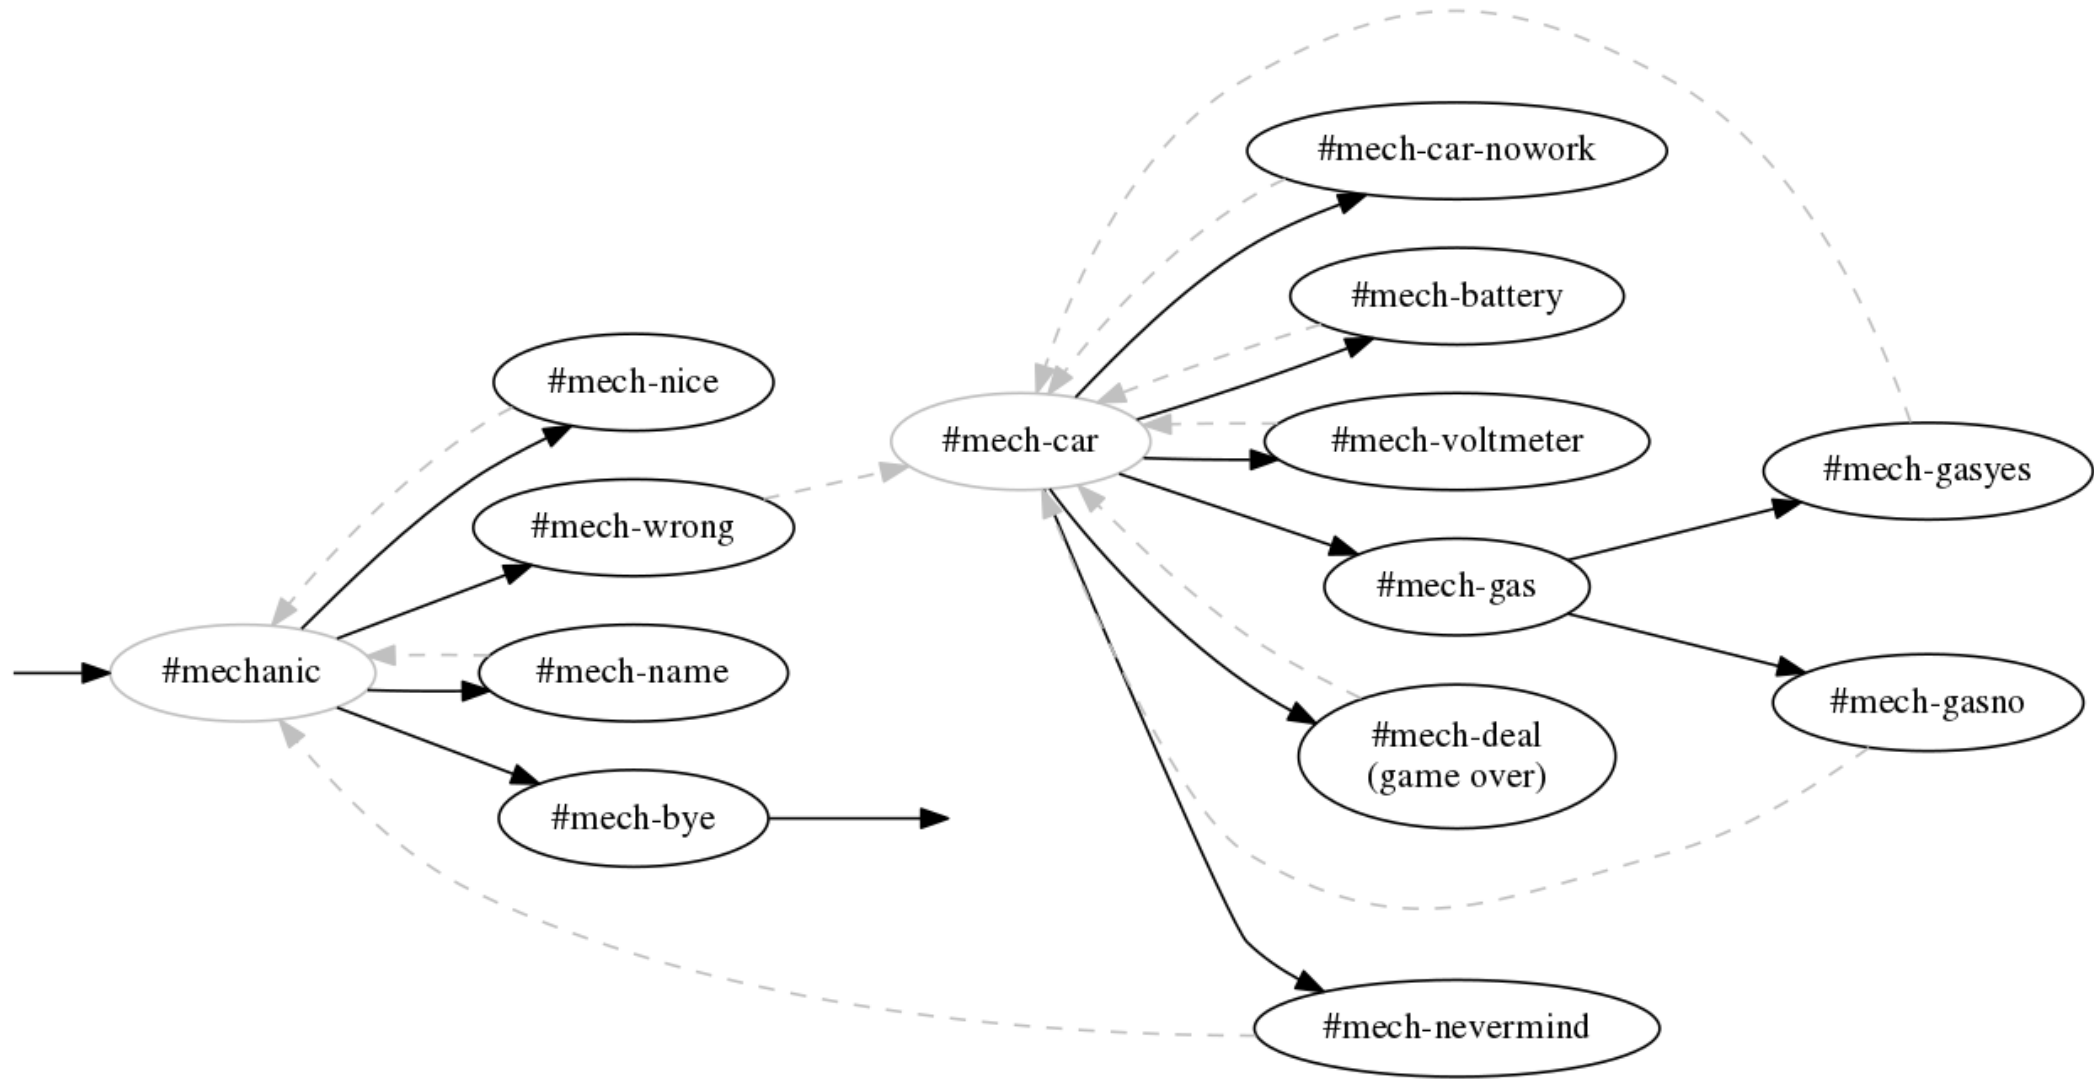 #mech-car-nowork
#mech-battery
#mech-nice
#mech-car
#mech-voltmeter
#mech-gasyes
#mech-wrong
#mech-gas
#mechanic
#mech-name
#mech-gasno
#mech-deal
(game over)
#mech-bye
#mech-nevermind